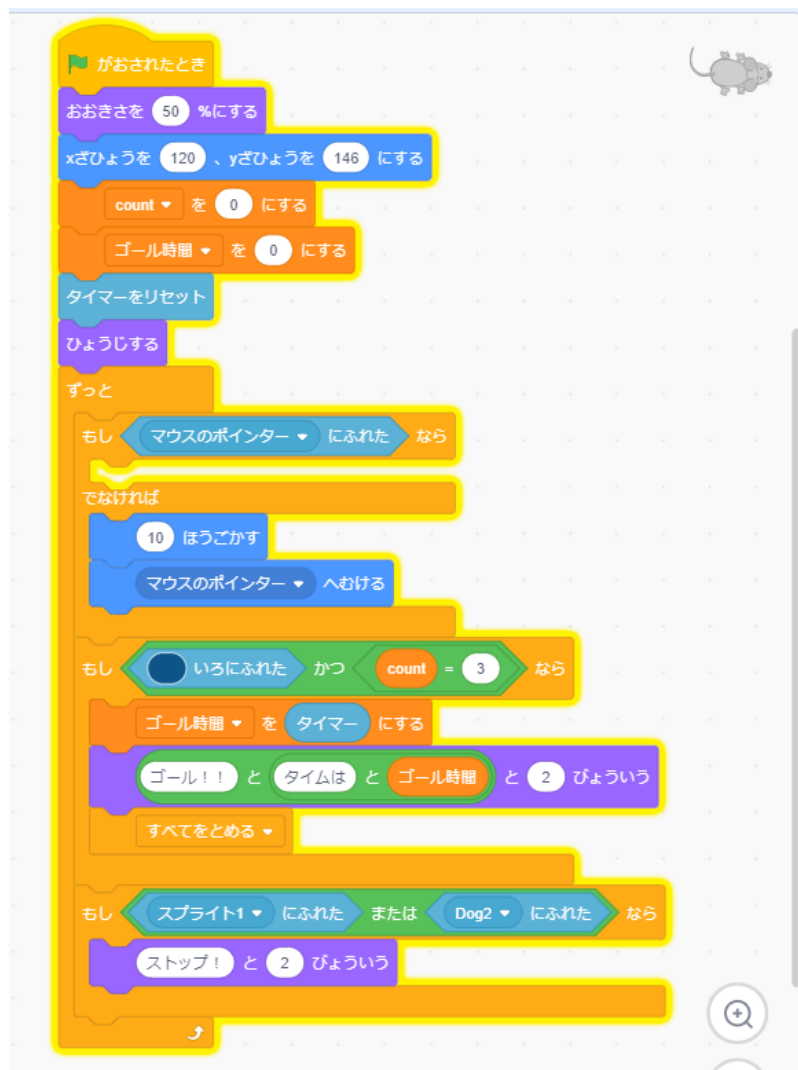 がおされたとき
おおきさを 50 %にする
xざひょうを 120 、yざひょうを 146 にする
count を 0 にする
ゴール時間 を 0 にする
タイマーをリセット
ひょうじする
ずっと
もし マウスのポインター にふれた なら
でなければ
10 ほうごかす
マウスのポインター へむける
もし いろにふれた かつ count = 3 なら
ゴール時間 を タイマー にする
ゴール！！ と タイムは と ゴール時間 と 2 びょういう
すべてをとめる
もし スプライト1 にふれた または Dog2 にふれた なら
ストップ！ と 2 びょういう